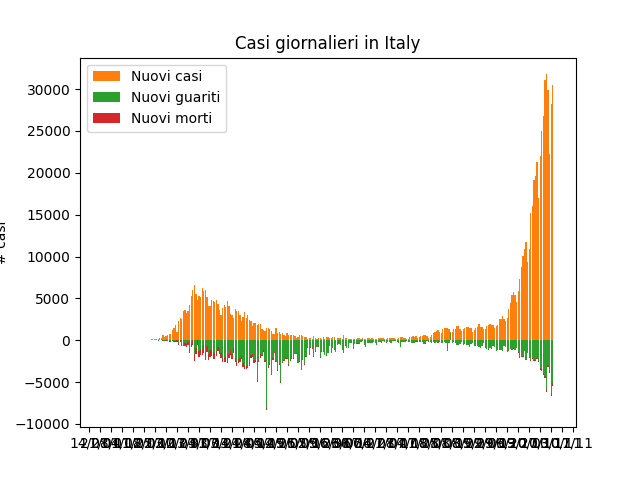 Casi giornalieri in Italy
Nuovi casi
Nuovi guariti
Nuovi morti
# casi
30000
25000
20000
15000
10000
5000
0
−5000
−10000